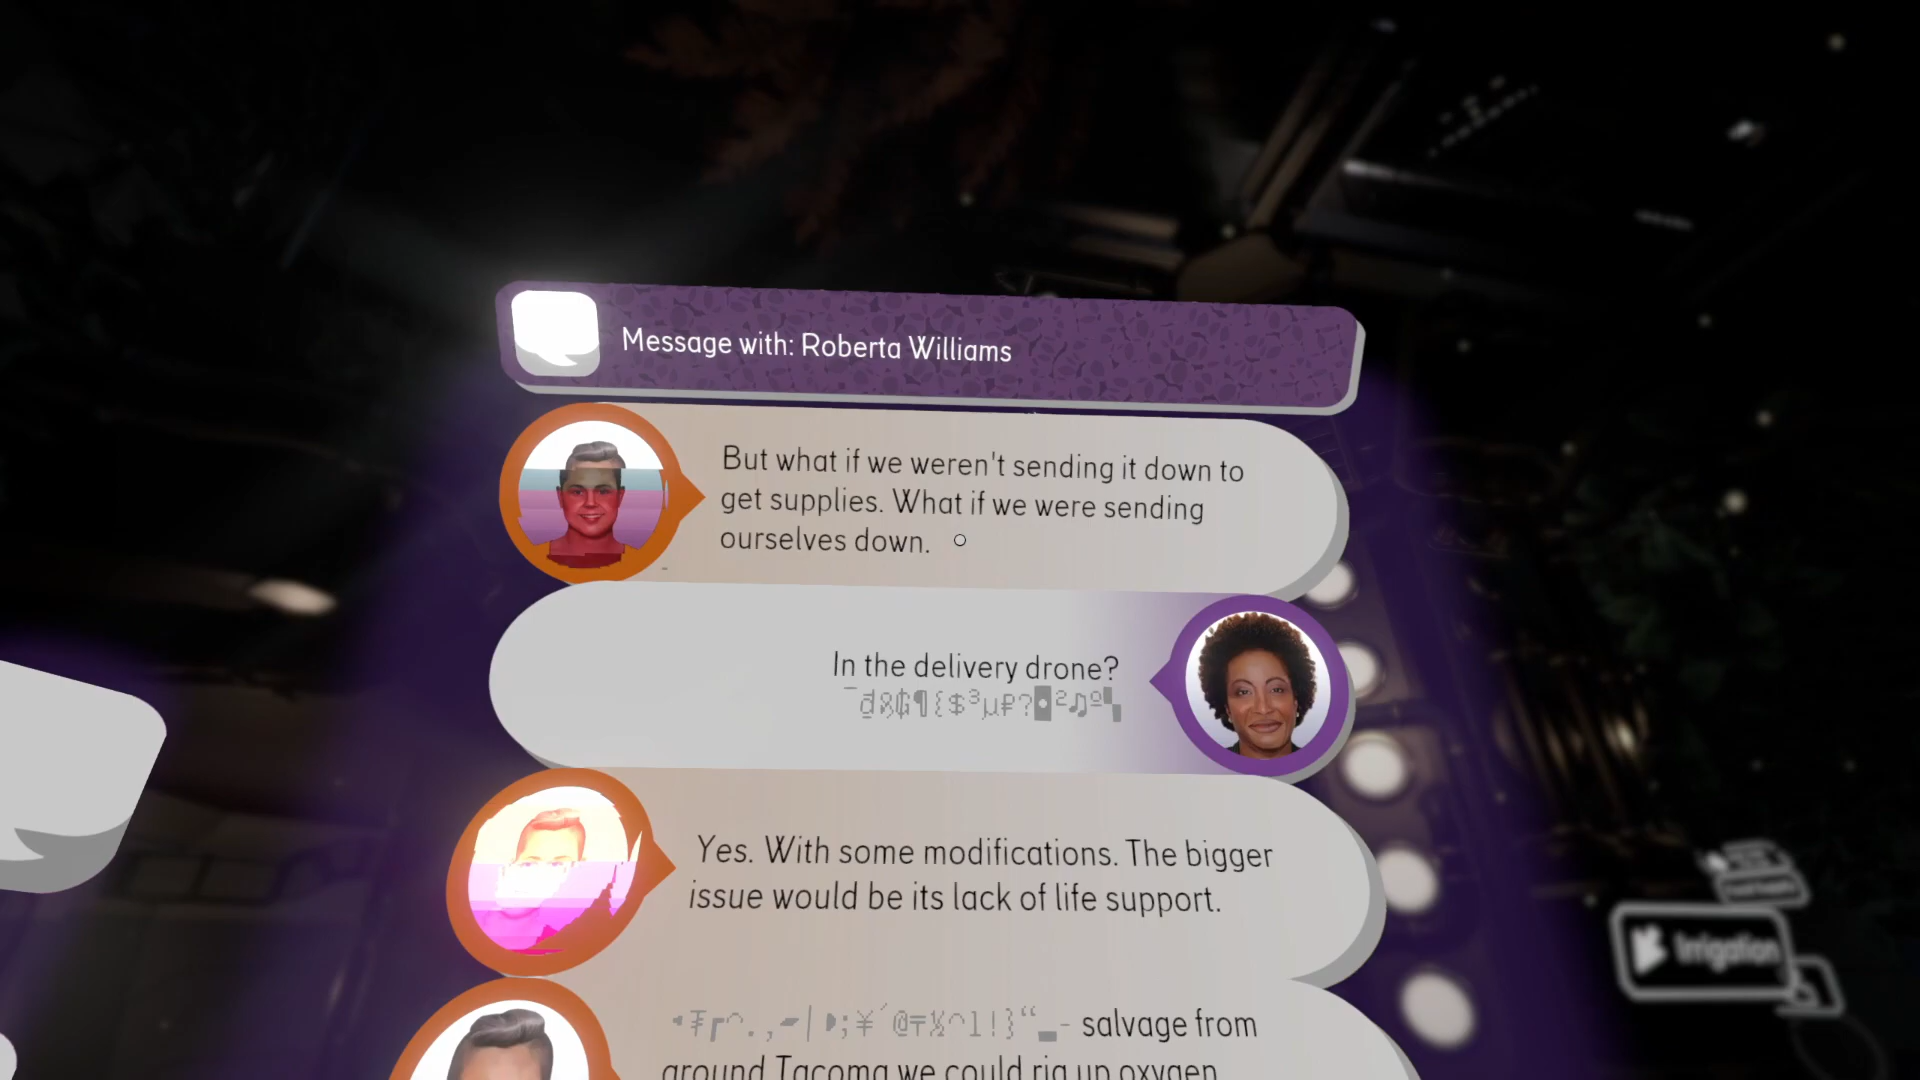 Message with: Roberta Williams
But what if we weren't sending it down to
get supplies. What if we were sending
ourselves down.
In the delivery drone?
Yes. With some modifications. The bigger
issue would be its lack of life support.
salvage from
around Tacoma we could rig up oxygen
Irrigation